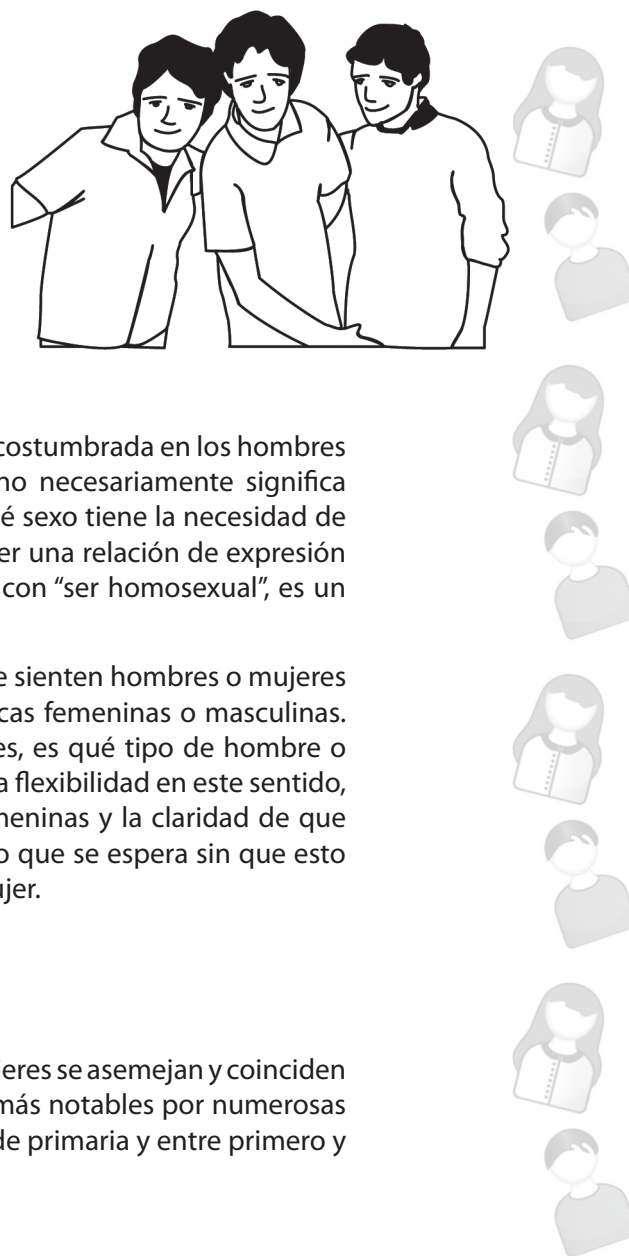 costumbrada en los hombres
no necesariamente significa
é sexo tiene la necesidad de
er una relación de expresión
con “ser homosexual”, es un
e sienten hombres o mujeres
cas femeninas o masculinas.
es, es qué tipo de hombre o
a flexibilidad en este sentido,
neninas y la claridad de que
o que se espera sin que esto
ujer.
jeres se asemejan y coinciden
más notables por numerosas
de primaria y entre primero y